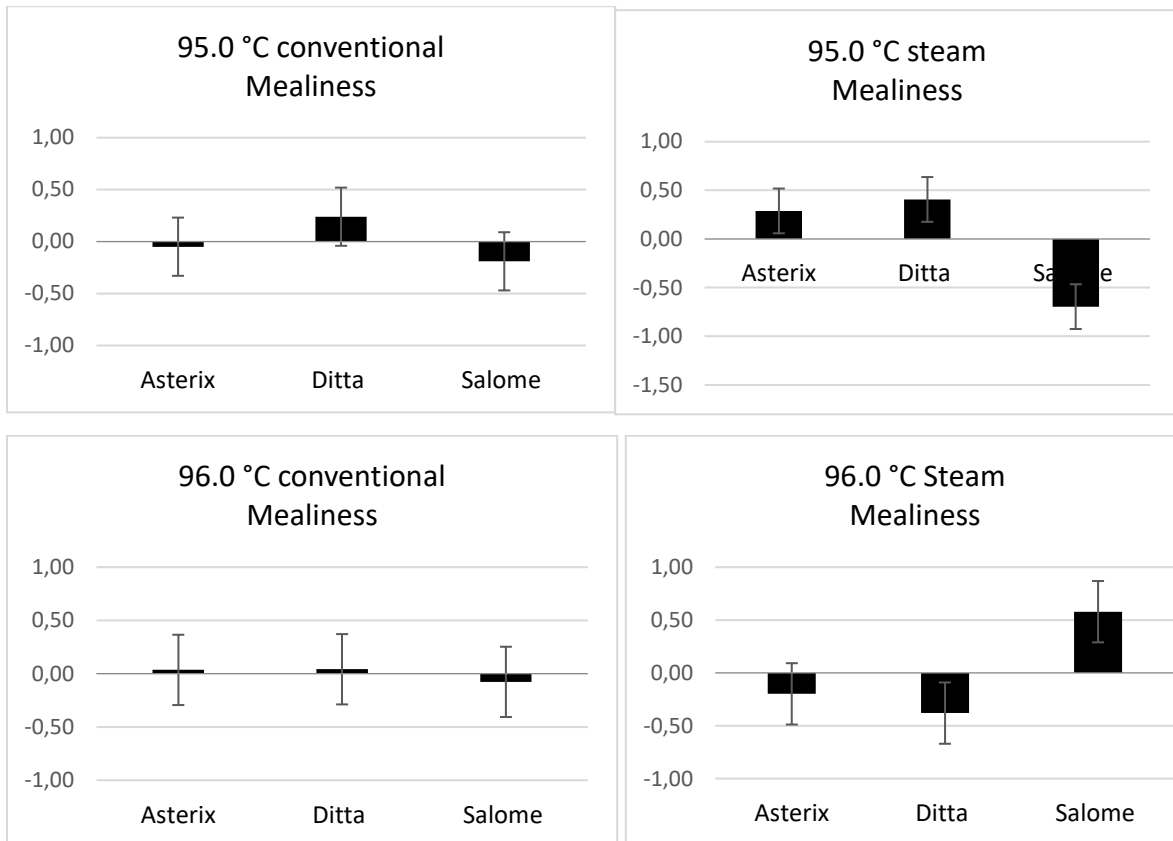 95.0 °C conventional
Mealiness
1,00
0,50
0,00
-0,50
-1,00
Asterix Ditta Salome
95.0 °C steam
Mealiness
1,00
0,50
0,00
Asterix Ditta Salome
-0,50
-1,00
-1,50
96.0 °C conventional
Mealiness
1,00
0,50
0,00
-0,50
-1,00
Asterix Ditta Salome
96.0 °C Steam
Mealiness
1,00
0,50
0,00
-0,50
-1,00
Asterix Ditta Salome